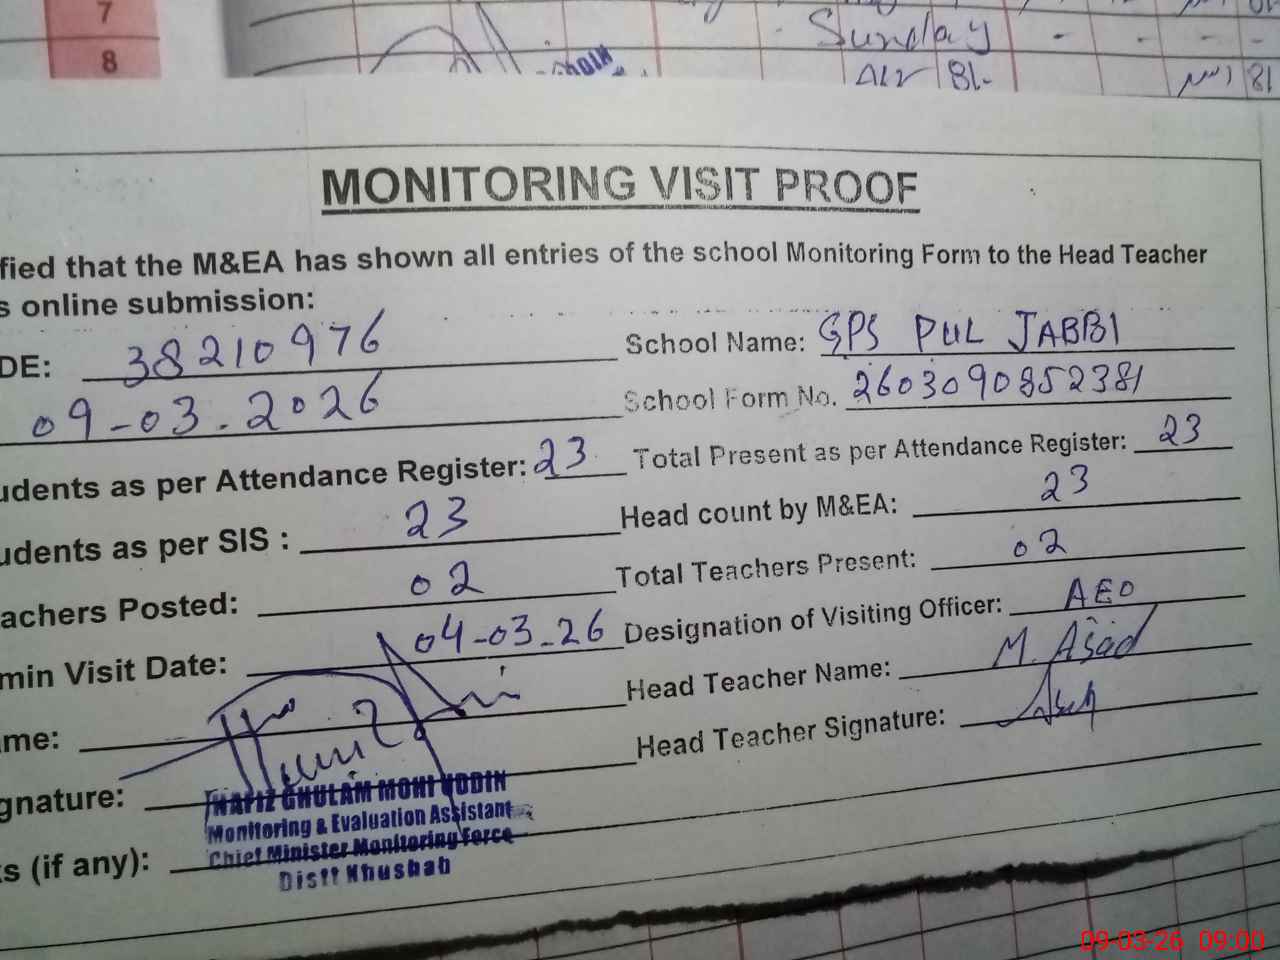 7
8
Sunday - - - -
81-
18
MONITORING VISIT PROOF
fied that the M&EA has shown all entries of the school Monitoring Form to the Head Teacher
s online submission:
DE: 38210976 School Name: GPS PUL JABBI
09-03-2026 School Form No. 2603090852381
udents as per Attendance Register: 23 Total Present as per Attendance Register: 23
udents as per SIS : 23 Head count by M&EA: 23
achers Posted: 02 Total Teachers Present: 02
min Visit Date: 04-03-26 Designation of Visiting Officer: AEO
me: Head Teacher Name: M. Asad
gnature: Head Teacher Signature:
HAFIZ GHULAM MOHI UDDIN
Monitoring & Evaluation Assistant
Chief Minister Monitoring Force
Distt Khushab
s (if any):
09-03-26 09:00